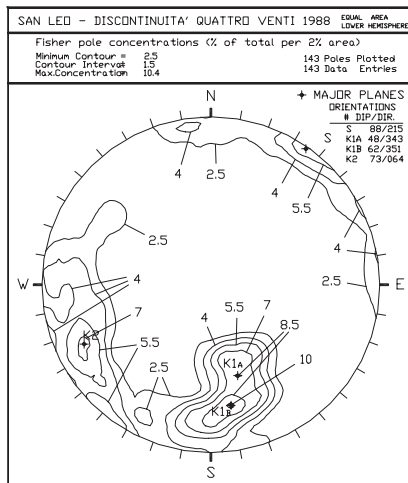 SAN LEO - DISCONTINUITA' QUATTRO VENTI 1988 EQUAL AREA
LOWER HEMISPHERE
Fisher pole concentrations (% of total per 2% area)
Minimum Contour = 2.5
Contour Interval= 1.5
Max.Concentration= 10.4
143 Poles Plotted
143 Data Entries
MAJOR PLANES
ORIENTATIONS
# DIP/DIR.
S 88/215
K1A 48/343
K1B 62/351
K2 73/064
N
S
4
2.5
4
5.5
4
2.5
4
4
2.5
W
E
7
K2
5.5
2.5
4
5.5
7
8.5
10
K1A
K1B
S